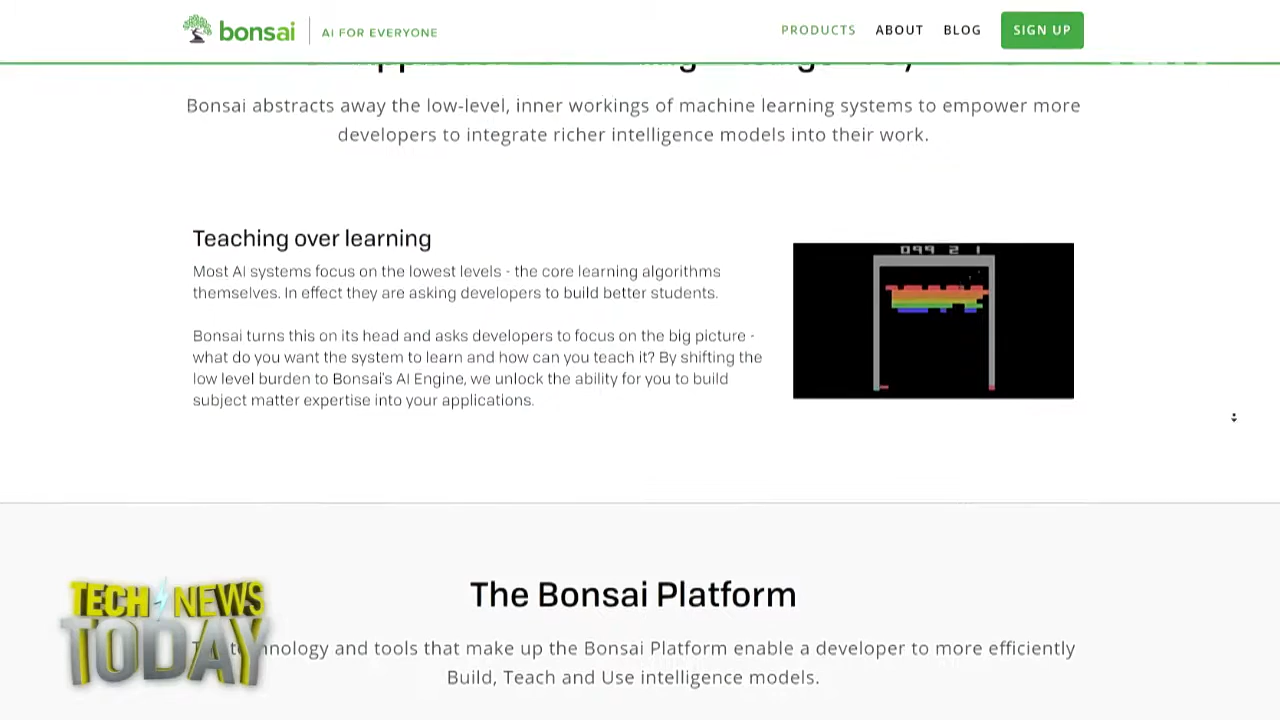 bonsai
AI FOR EVERYONE
PRODUCTS
ABOUT
BLOG
SIGN UP
Bonsai abstracts away the low-level, inner workings of machine learning systems to empower more
developers to integrate richer intelligence models into their work.
Teaching over learning
Most AI systems focus on the lowest levels - the core learning algorithms
themselves. In effect they are asking developers to build better students.
Bonsai turns this on its head and asks developers to focus on the big picture -
what do you want the system to learn and how can you teach it? By shifting the
low level burden to Bonsai's AI Engine, we unlock the ability for you to build
subject matter expertise into your applications.
099 2 1
The Bonsai Platform
and tools that make up the Bonsai Platform enable a developer to more efficiently
Build, Teach and Use intelligence models.
TECH NEWS
TODAY